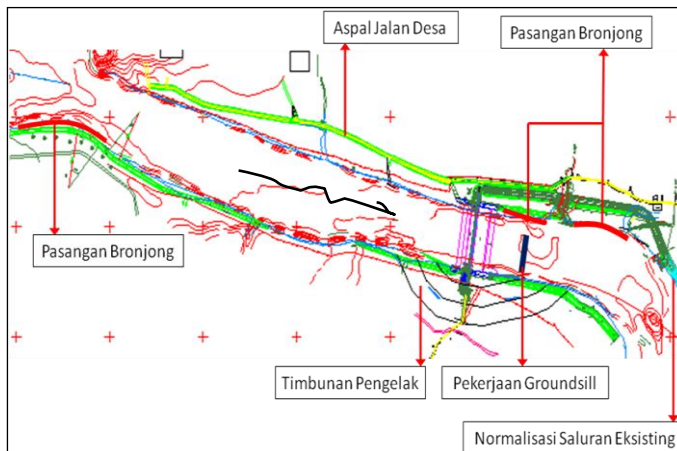 Aspal Jalan Desa
Pasangan Bronjong
Pasangan Bronjong
Timbunan Pengelak
Pekerjaan Groundsill
Normalisasi Saluran Eksisting